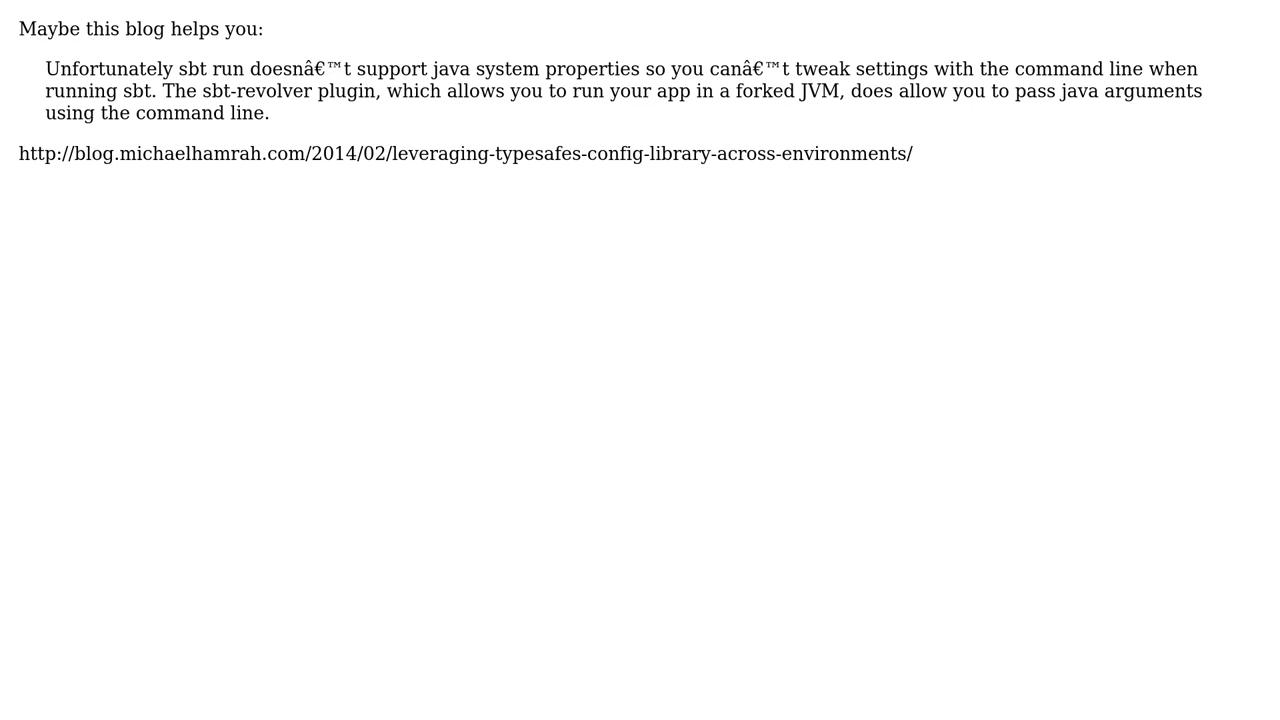 Maybe this blog helps you:
Unfortunately sbt run doesnâ€™t support java system properties so you canâ€™t tweak settings with the command line when
running sbt. The sbt-revolver plugin, which allows you to run your app in a forked JVM, does allow you to pass java arguments
using the command line.
http://blog.michaelhamrah.com/2014/02/leveraging-typesafes-config-library-across-environments/